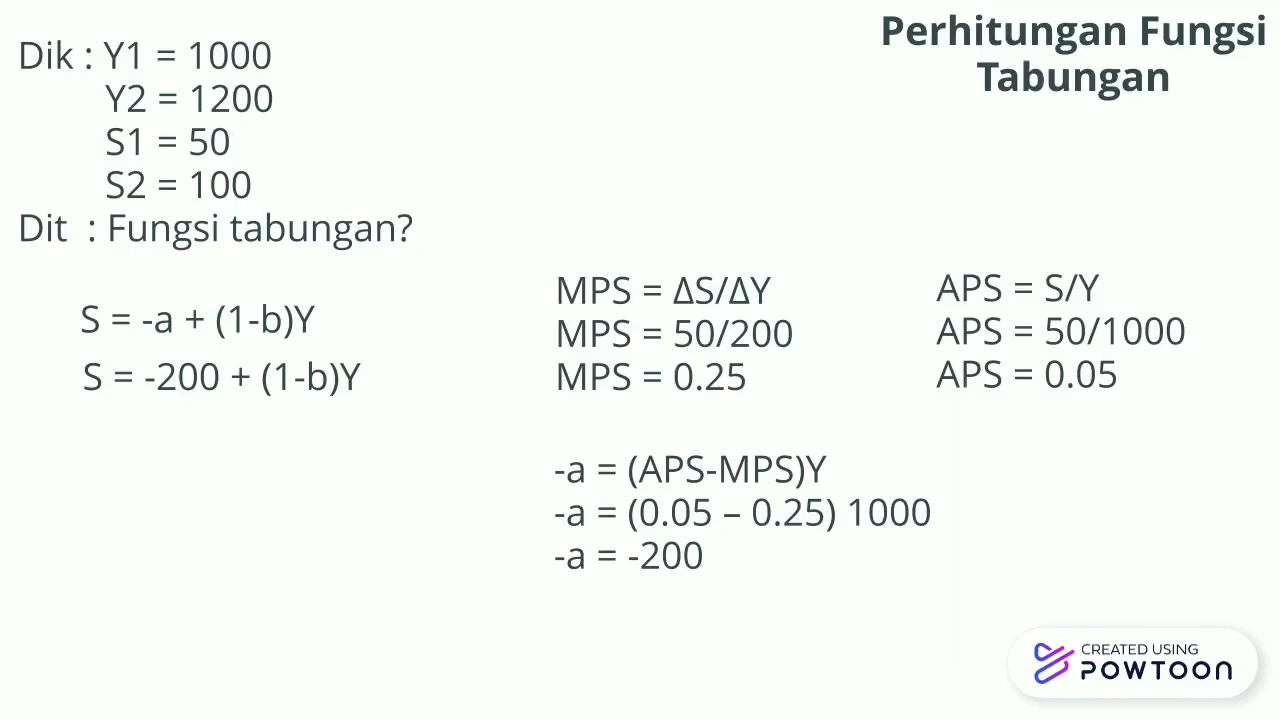 Perhitungan Fungsi
Tabungan
Dik : Y1 = 1000
Y2 = 1200
S1 = 50
S2 = 100
Dit : Fungsi tabungan?
S = -a + (1-b)Y
S = -200 + (1-b)Y
MPS = ΔS/ΔY
MPS = 50/200
MPS = 0.25
APS = S/Y
APS = 50/1000
APS = 0.05
-a = (APS-MPS)Y
-a = (0.05 – 0.25) 1000
-a = -200
CREATED USING
POWTOON